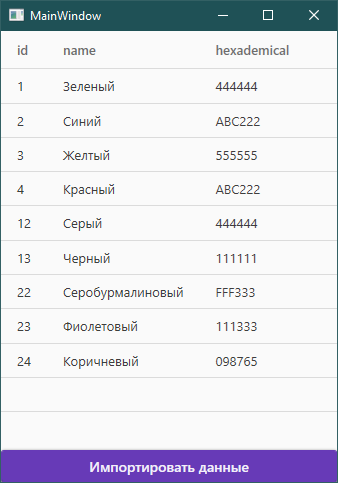 MainWindow
id name hexademical
1 Зеленый 444444
2 Синий ABC222
3 Желтый 555555
4 Красный ABC222
12 Серый 444444
13 Черный 111111
22 Серобурмалиновый FFF333
23 Фиолетовый 111333
24 Коричневый 098765
Импортировать данные